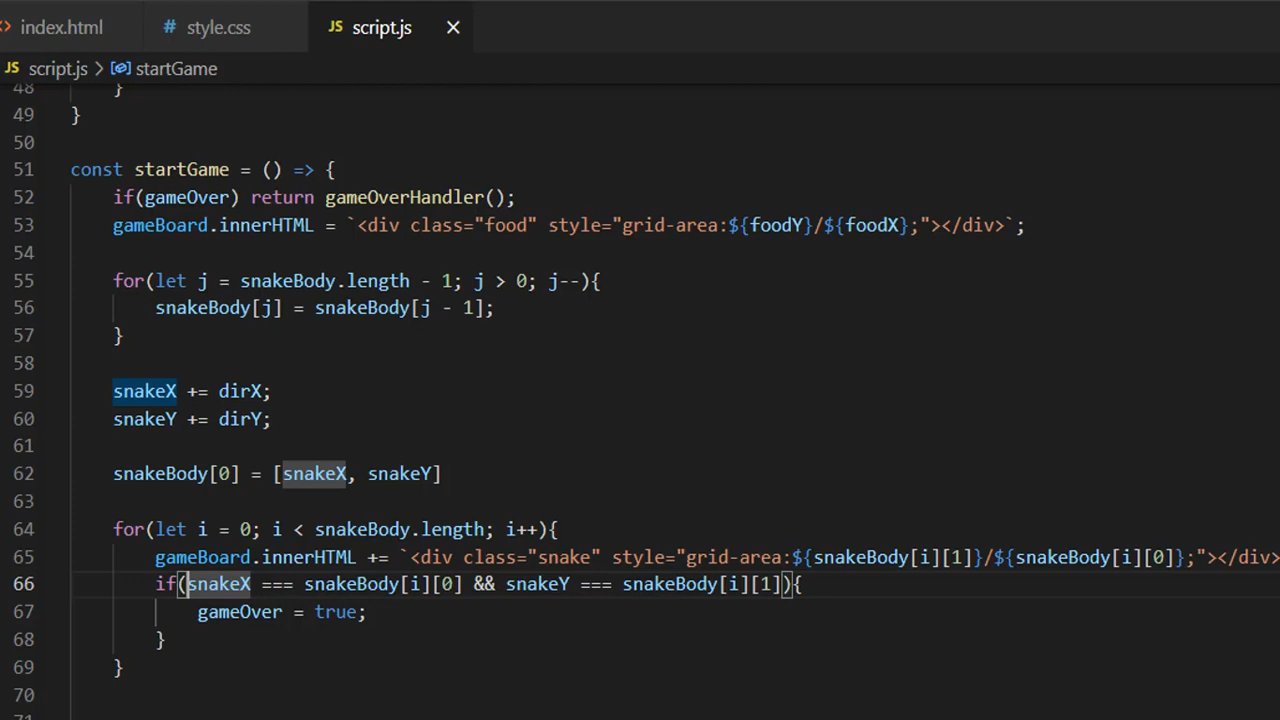 index.html
# style.css
JS script.js ×
JS script.js > startGame
48 }
49 }
50
51 const startGame = () => {
52 if(gameOver) return gameOverHandler();
53 gameBoard.innerHTML = `<div class="food" style="grid-area:${foodY}/${foodX};"></div>`;
54
55 for(let j = snakeBody.length - 1; j > 0; j--){
56 snakeBody[j] = snakeBody[j - 1];
57 }
58
59 snakeX += dirX;
60 snakeY += dirY;
61
62 snakeBody[0] = [snakeX, snakeY]
63
64 for(let i = 0; i < snakeBody.length; i++){
65 gameBoard.innerHTML += `<div class="snake" style="grid-area:${snakeBody[i][1]}/${snakeBody[i][0]};"></div>
66 if(snakeX === snakeBody[i][0] && snakeY === snakeBody[i][1]){
67 gameOver = true;
68 }
69 }
70